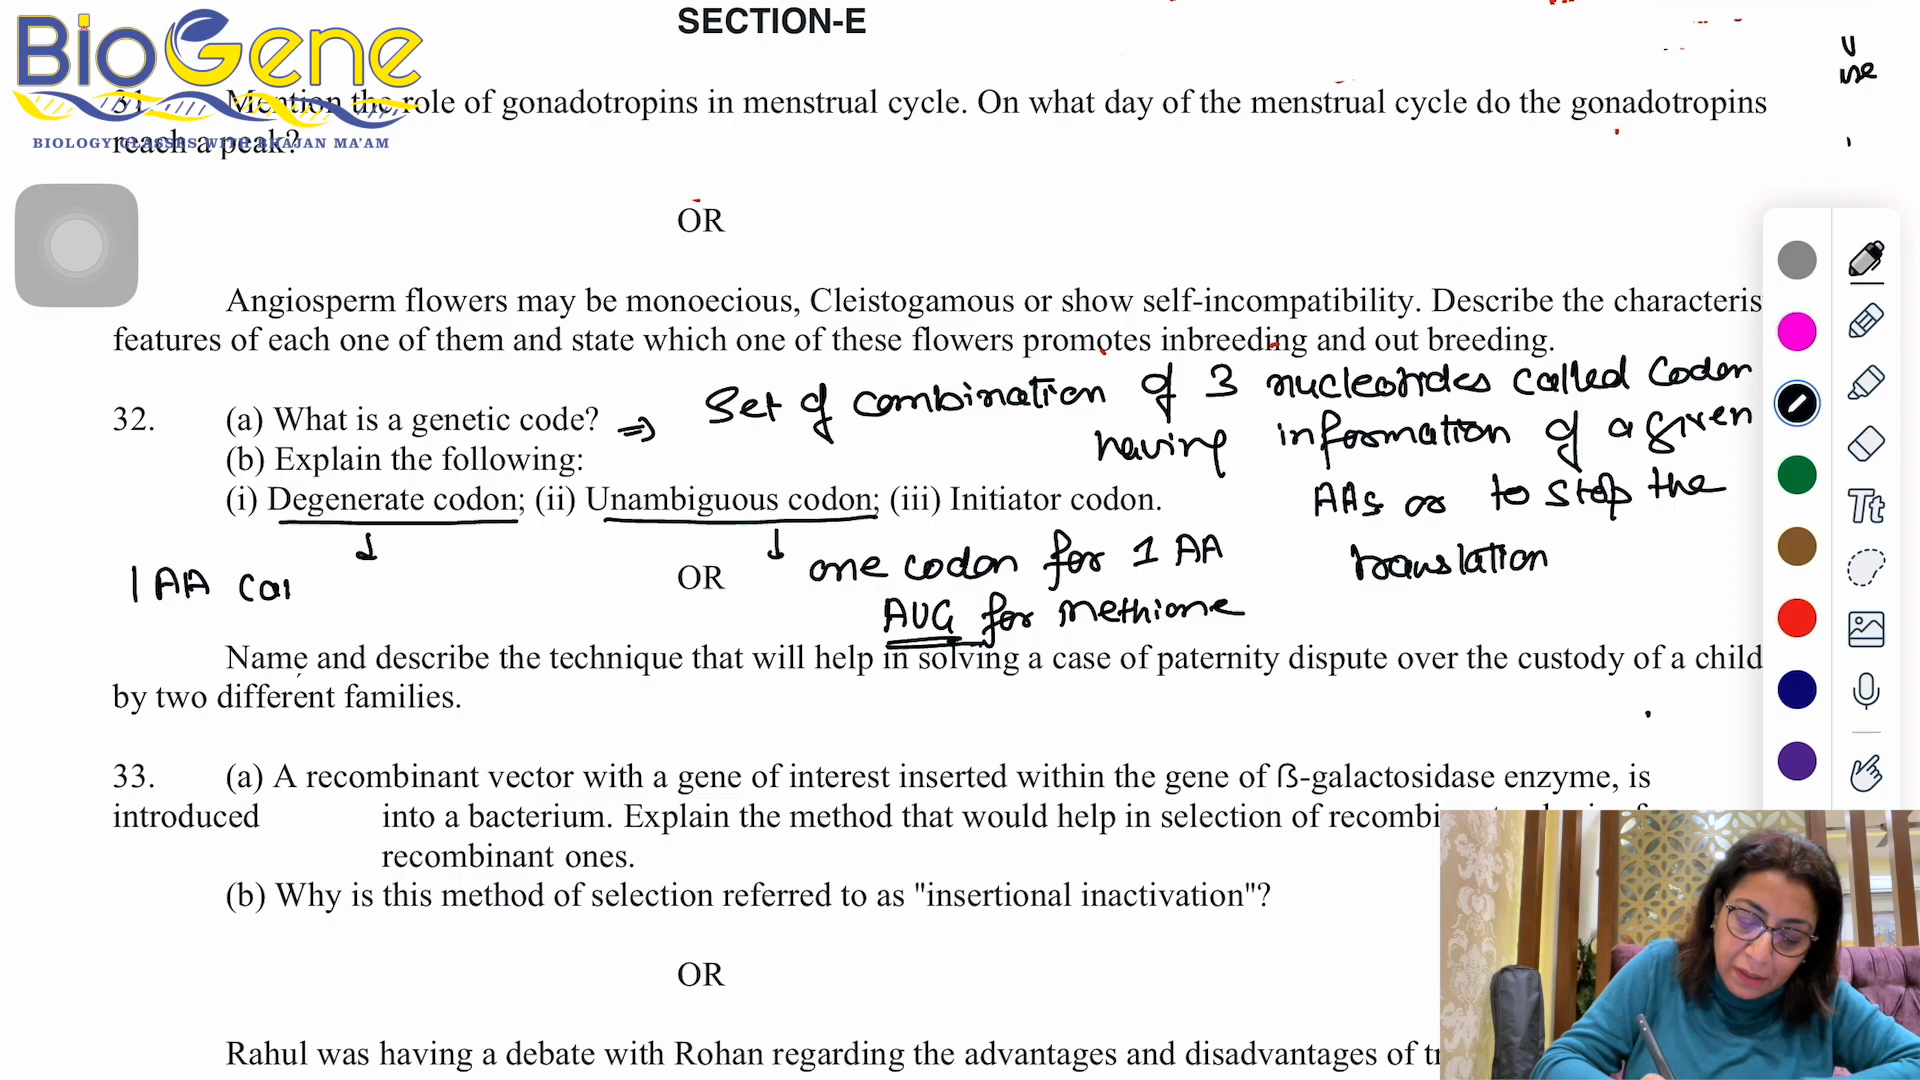 SECTION-E
BioGene
BIOLOGY CLASSES WITH BHAJAN MA'AM
31. Mention the role of gonadotropins in menstrual cycle. On what day of the menstrual cycle do the gonadotropins
reach a peak?
OR
Angiosperm flowers may be monoecious, Cleistogamous or show self-incompatibility. Describe the characteris
features of each one of them and state which one of these flowers promotes inbreeding and out breeding.
32. (a) What is a genetic code? ⇒ Set of combination of 3 nucleotides called Codon
having information of a given
(b) Explain the following:
(i) Degenerate codon; (ii) Unambiguous codon; (iii) Initiator codon.
AAs or to stop the
translation
1 AA can
OR
one codon for 1 AA
AUG for methione
Name and describe the technique that will help in solving a case of paternity dispute over the custody of a child
by two different families.
33. (a) A recombinant vector with a gene of interest inserted within the gene of ß-galactosidase enzyme, is
introduced into a bacterium. Explain the method that would help in selection of recombi
recombinant ones.
(b) Why is this method of selection referred to as "insertional inactivation"?
OR
Rahul was having a debate with Rohan regarding the advantages and disadvantages of tr
Tt